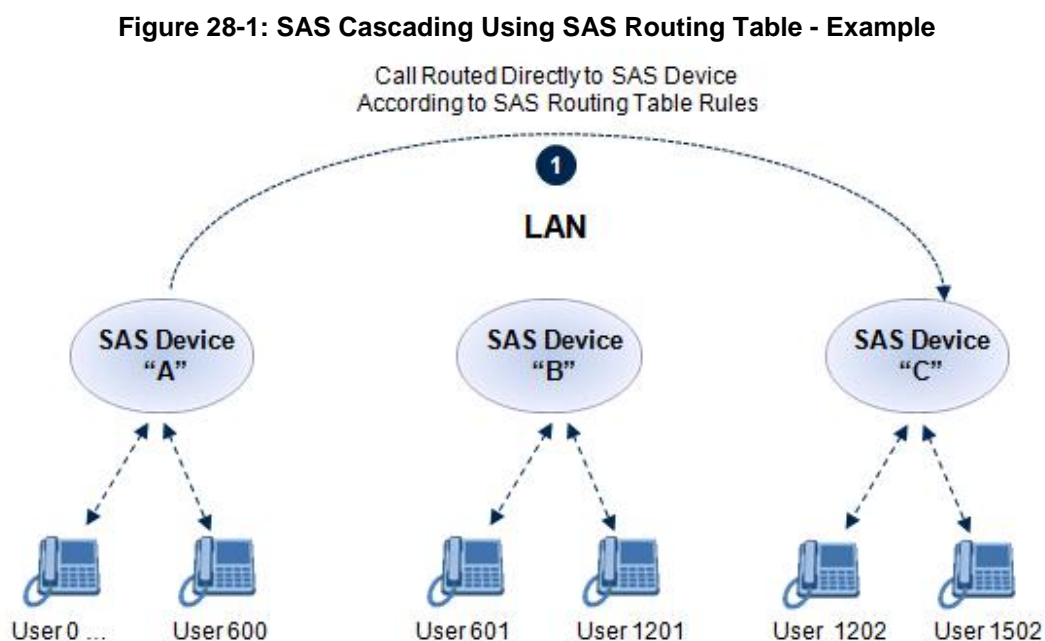 Figure 28-1: SAS Cascading Using SAS Routing Table - Example
Call Routed Directly to SAS Device
According to SAS Routing Table Rules
1
LAN
SAS Device
“A”
SAS Device
“B”
SAS Device
“C”
User 0 ...
User 600
User 601
User 1201
User 1202
User 1502